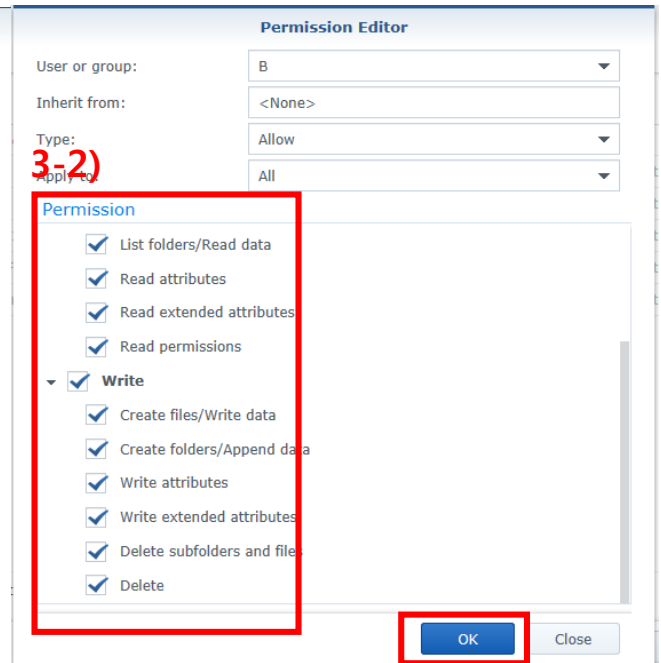 Permission Editor
User or group: B
Inherit from: <None>
Type: Allow
3-2)
Apply to: All
Permission
List folders/Read data
Read attributes
Read extended attributes
Read permissions
Write
Create files/Write data
Create folders/Append data
Write attributes
Write extended attributes
Delete subfolders and files
Delete
OK Close